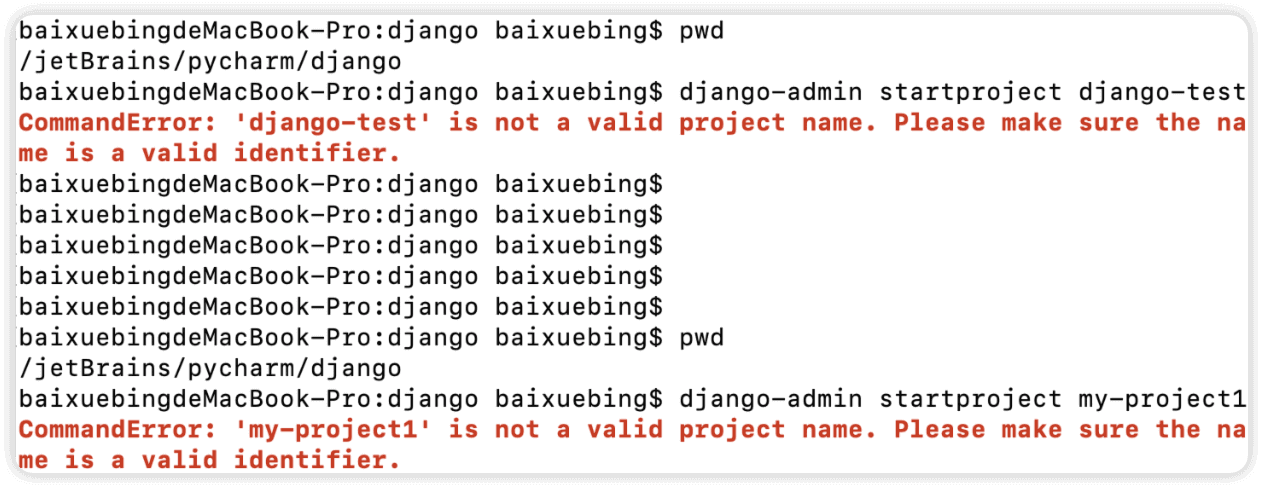 baixuebingdeMacBook-Pro:django baixuebing$ pwd
/jetBrains/pycharm/django
baixuebingdeMacBook-Pro:django baixuebing$ django-admin startproject django-test
CommandError: 'django-test' is not a valid project name. Please make sure the na
me is a valid identifier.
baixuebingdeMacBook-Pro:django baixuebing$
baixuebingdeMacBook-Pro:django baixuebing$
baixuebingdeMacBook-Pro:django baixuebing$
baixuebingdeMacBook-Pro:django baixuebing$
baixuebingdeMacBook-Pro:django baixuebing$
baixuebingdeMacBook-Pro:django baixuebing$ pwd
/jetBrains/pycharm/django
baixuebingdeMacBook-Pro:django baixuebing$ django-admin startproject my-project1
CommandError: 'my-project1' is not a valid project name. Please make sure the na
me is a valid identifier.